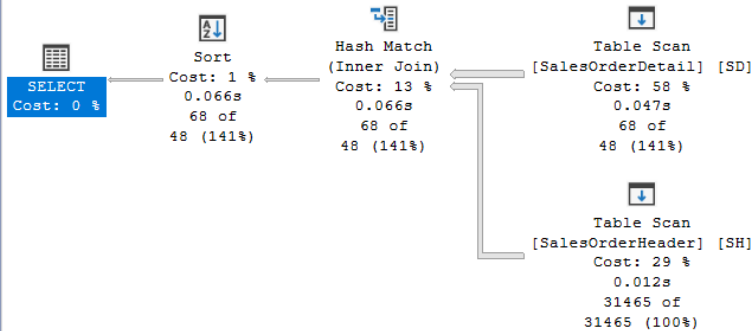 SELECT
Cost: 0 %
Sort
Cost: 1 %
0.066s
68 of
48 (141%)
Hash Match
(Inner Join)
Cost: 13 %
0.066s
68 of
48 (141%)
Table Scan
[SalesOrderDetail] [SD]
Cost: 58 %
0.047s
68 of
48 (141%)
Table Scan
[SalesOrderHeader] [SH]
Cost: 29 %
0.012s
31465 of
31465 (100%)